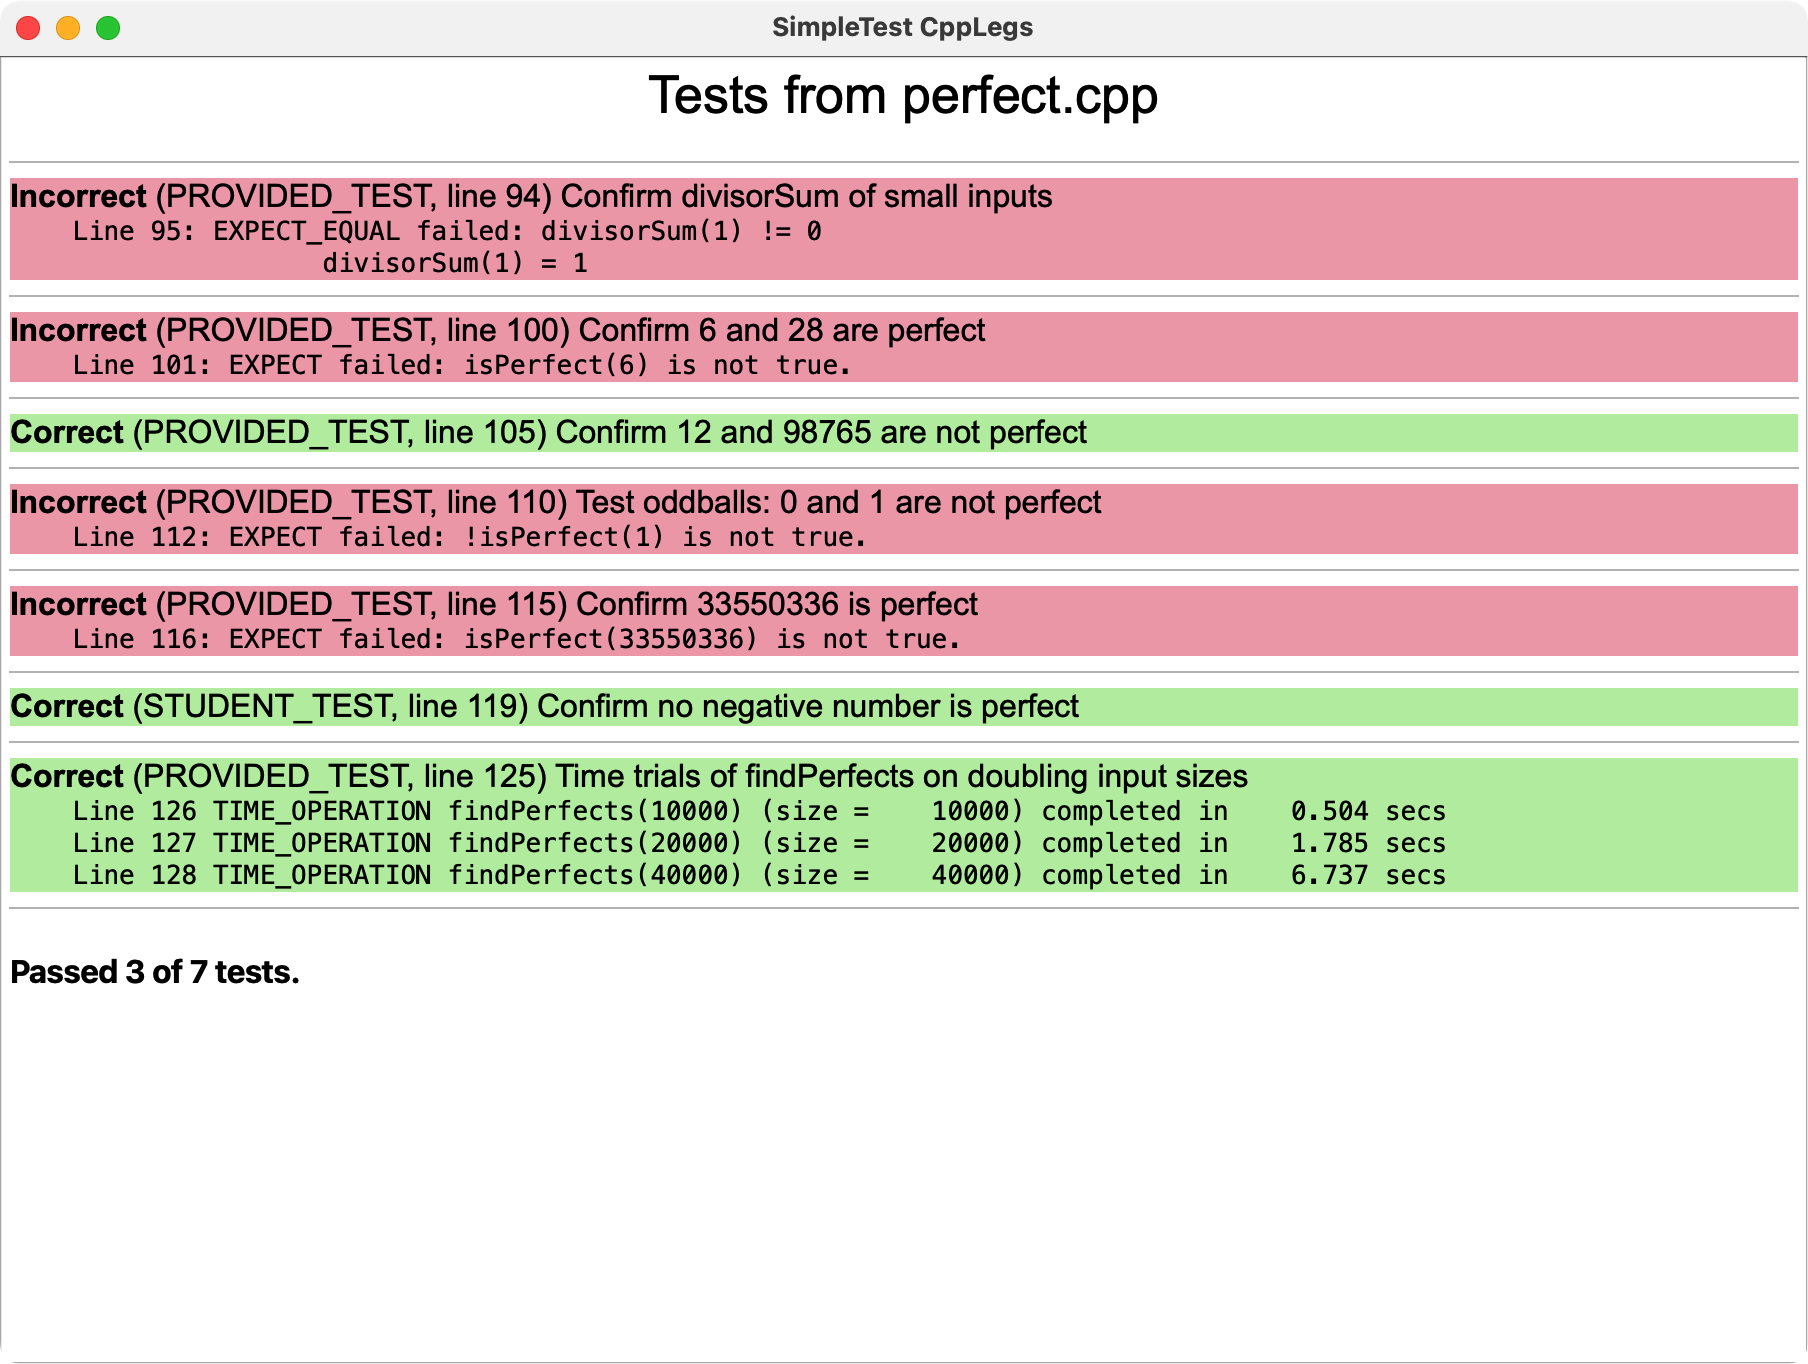 SimpleTest CppLegs
Tests from perfect.cpp
Incorrect (PROVIDED_TEST, line 94) Confirm divisorSum of small inputs
Line 95: EXPECT_EQUAL failed: divisorSum(1) != 0
divisorSum(1) = 1
Incorrect (PROVIDED_TEST, line 100) Confirm 6 and 28 are perfect
Line 101: EXPECT failed: isPerfect(6) is not true.
Correct (PROVIDED_TEST, line 105) Confirm 12 and 98765 are not perfect
Incorrect (PROVIDED_TEST, line 110) Test oddballs: 0 and 1 are not perfect
Line 112: EXPECT failed: !isPerfect(1) is not true.
Incorrect (PROVIDED_TEST, line 115) Confirm 33550336 is perfect
Line 116: EXPECT failed: isPerfect(33550336) is not true.
Correct (STUDENT_TEST, line 119) Confirm no negative number is perfect
Correct (PROVIDED_TEST, line 125) Time trials of findPerfects on doubling input sizes
Line 126 TIME_OPERATION findPerfects(10000) (size =    10000) completed in    0.504 secs
Line 127 TIME_OPERATION findPerfects(20000) (size =    20000) completed in    1.785 secs
Line 128 TIME_OPERATION findPerfects(40000) (size =    40000) completed in    6.737 secs
Passed 3 of 7 tests.